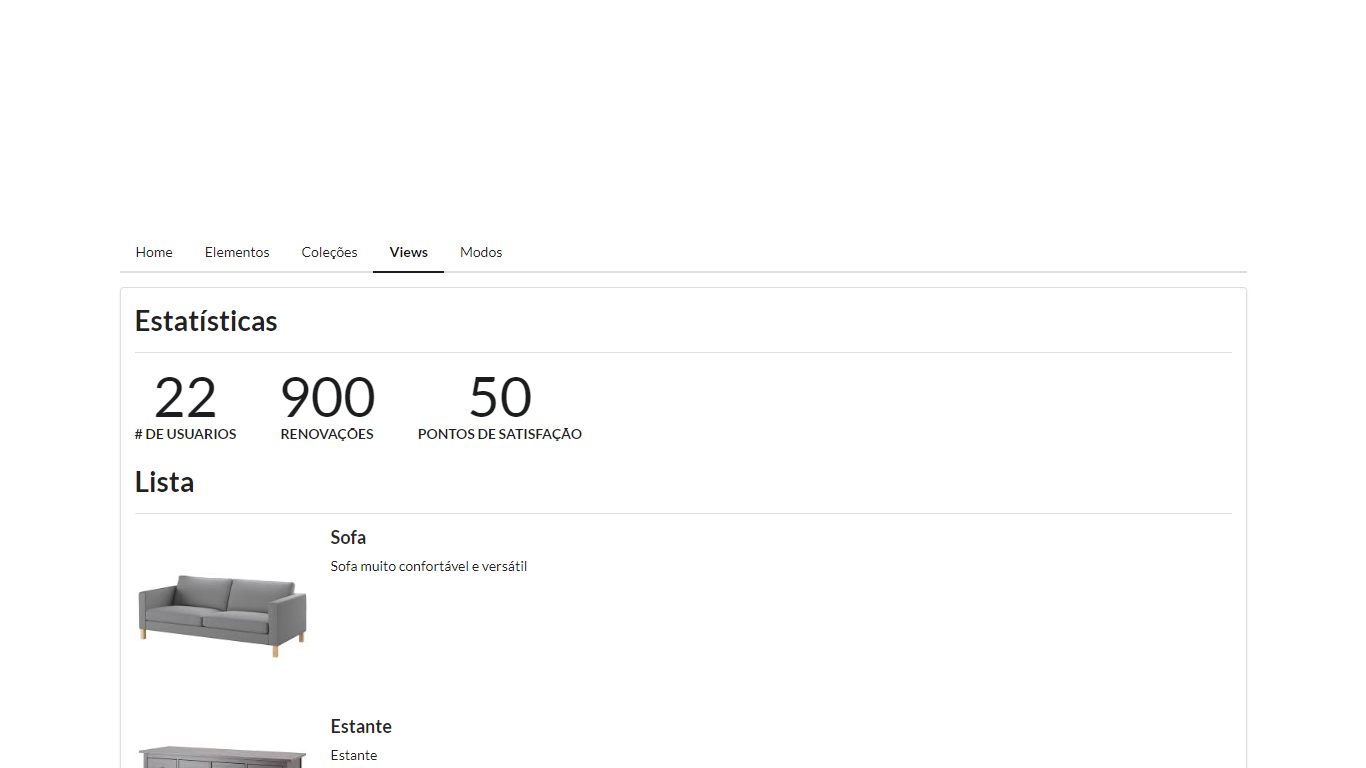 Home Elementos Coleções Views Modos
Estatísticas
22 900 50
# DE USUARIOS RENOVAÇÕES PONTOS DE SATISFAÇÃO
Lista
Sofa
Sofa muito confortável e versátil
Estante
Estante